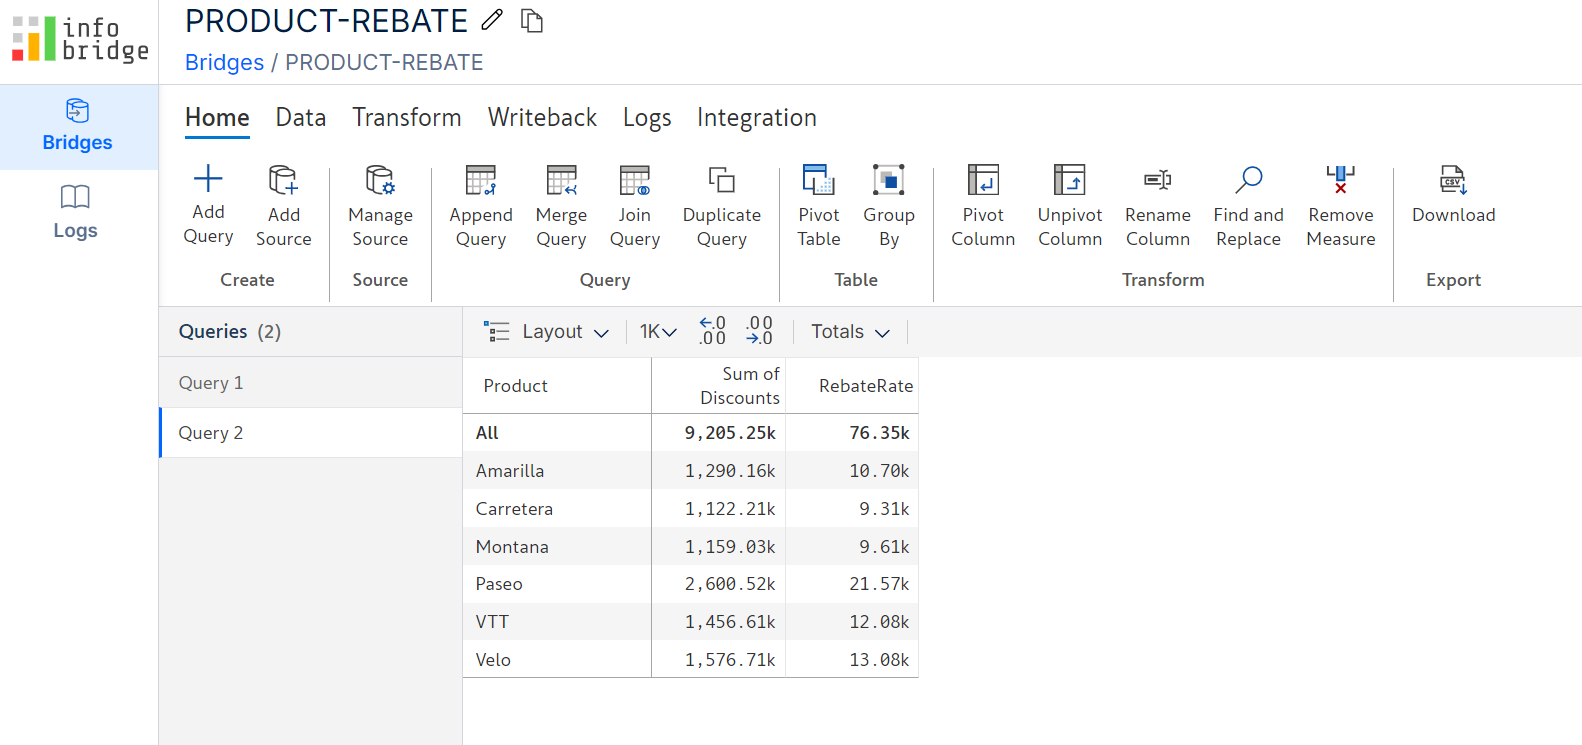 info
bridge
PRODUCT-REBATE
Bridges / PRODUCT-REBATE
Bridges
Logs
Home Data Transform Writeback Logs Integration
Add Query
Add Source
Create
Manage Source
Source
Append Query
Merge Query
Join Query
Duplicate Query
Query
Pivot Table
Group By
Table
Pivot Column
Unpivot Column
Rename Column
Find and Replace
Remove Measure
Transform
CSV
Download
Export
Queries (2)
Query 1
Query 2
Layout 1K ←.0 .00 .00 →.0 Totals
Product Sum of Discounts RebateRate
All 9,205.25k 76.35k
Amarilla 1,290.16k 10.70k
Carretera 1,122.21k 9.31k
Montana 1,159.03k 9.61k
Paseo 2,600.52k 21.57k
VTT 1,456.61k 12.08k
Velo 1,576.71k 13.08k